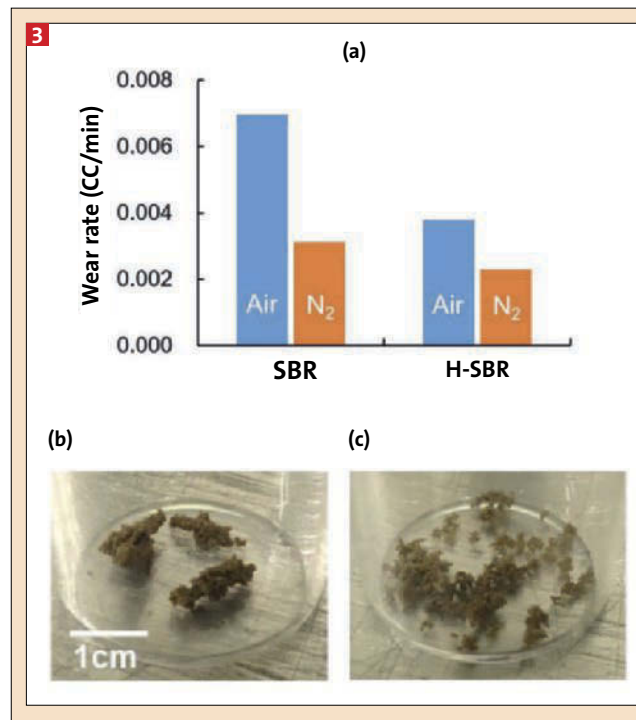 3
(a)
Wear rate (CC/min)
0.008
0.006
0.004
0.002
0.000
Air
N₂
Air
N₂
SBR
H-SBR
(b)
(c)
1cm